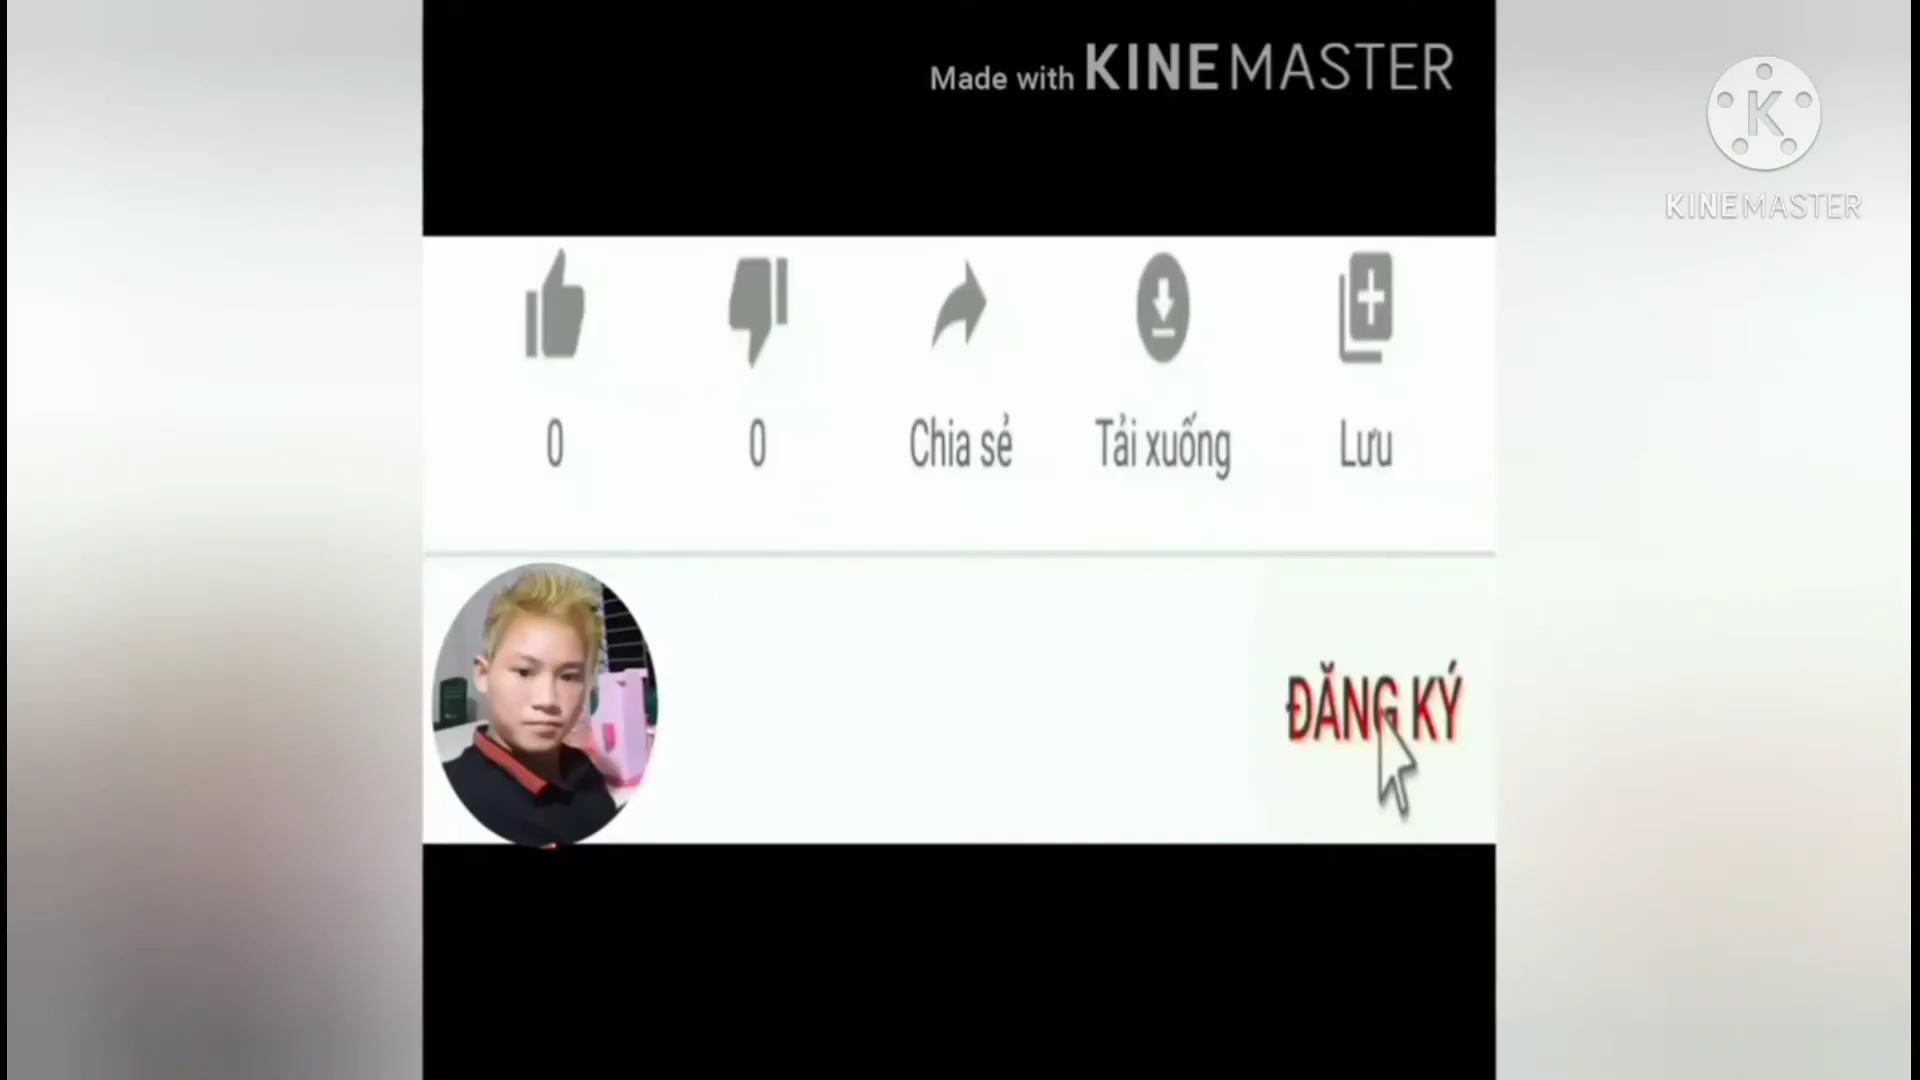 Made with KINEMASTER
K
KINEMASTER
0 0 Chia sẻ Tải xuống Lưu
ĐĂNG KÝ